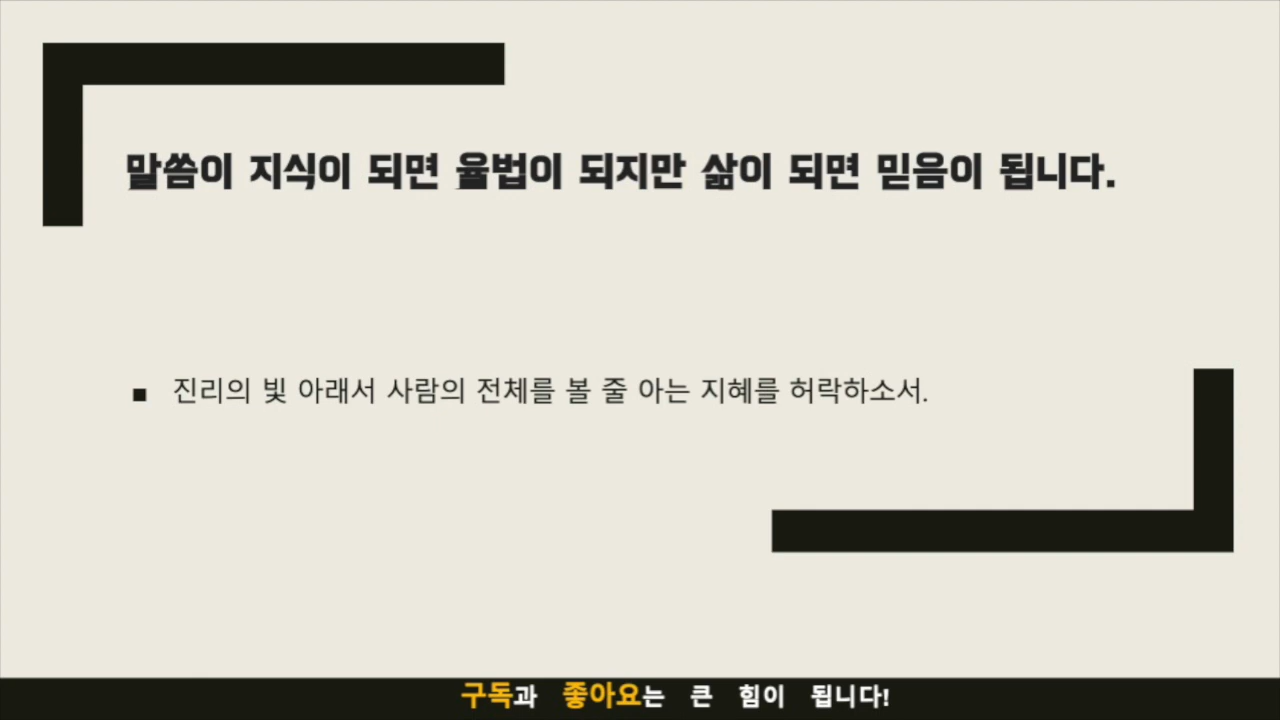 말씀이 지식이 되면 율법이 되지만 삶이 되면 믿음이 됩니다.
■ 진리의 빛 아래서 사람의 전체를 볼 줄 아는 지혜를 허락하소서.
구독과 좋아요는 큰 힘이 됩니다!